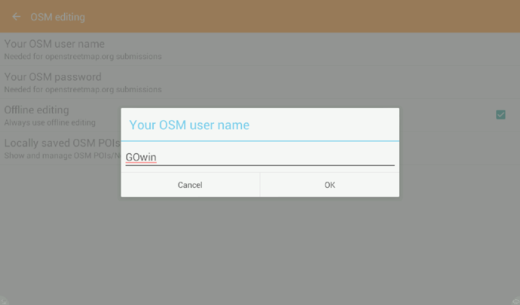 OSM editing
Your OSM user name
Needed for openstreetmap.org submissions
Your OSM password
Needed for openstreetmap.org submissions
Offline editing
Always use offline editing
Locally saved OSM POIs
Show and manage OSM POIs/No
Your OSM user name
GOwin
Cancel
OK